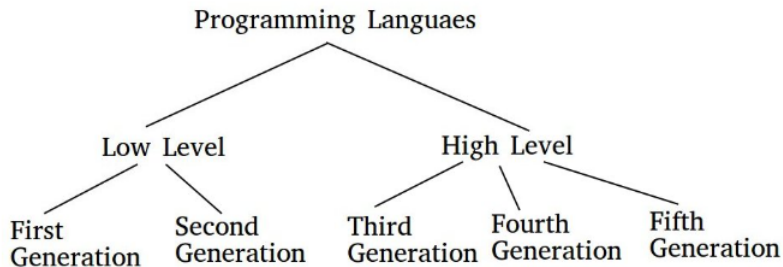 Programming Languaes
Low Level
High Level
First
Generation
Second
Generation
Third
Generation
Fourth
Generation
Fifth
Generation